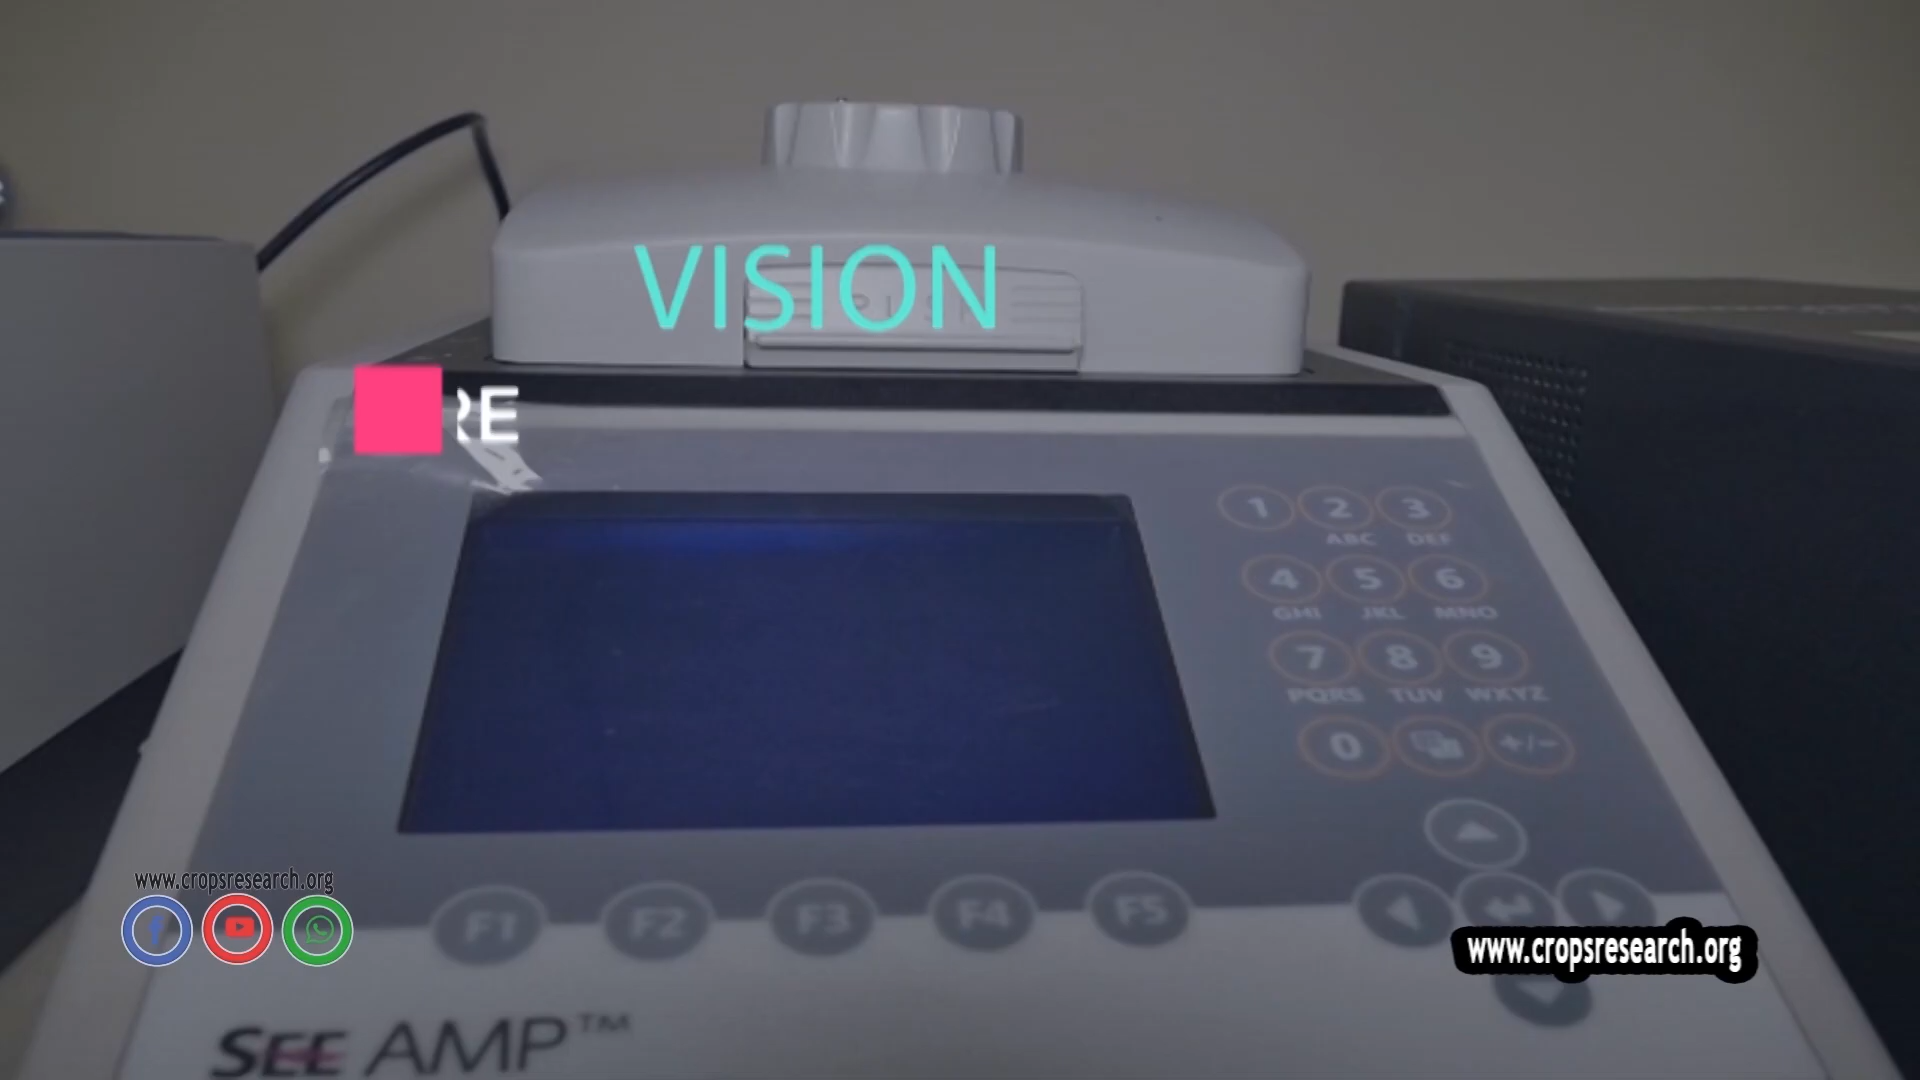 VISION
RE
1 2 3
ABC DEF
4 5 6
GHI JKL MNO
7 8 9
PQRS TUV WXYZ
0 +/-
www.cropsresearch.org
F1 F2 F3 F4 F5
www.cropsresearch.org
SEE AMP™